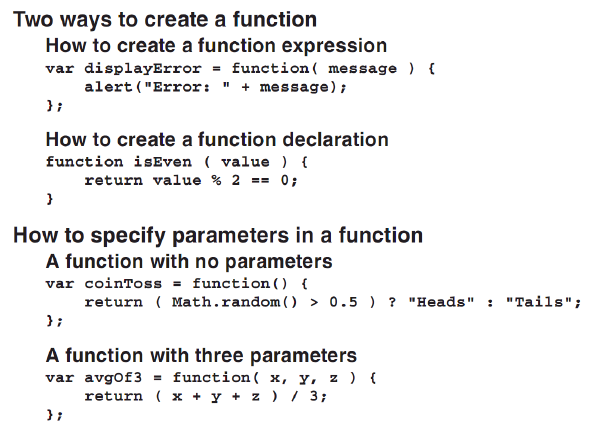 Two ways to create a function
How to create a function expression
var displayError = function( message ) {
    alert("Error: " + message);
};
How to create a function declaration
function isEven ( value ) {
    return value % 2 == 0;
}
How to specify parameters in a function
A function with no parameters
var coinToss = function() {
    return ( Math.random() > 0.5 ) ? "Heads" : "Tails";
};
A function with three parameters
var avgOf3 = function( x, y, z ) {
    return ( x + y + z ) / 3;
};